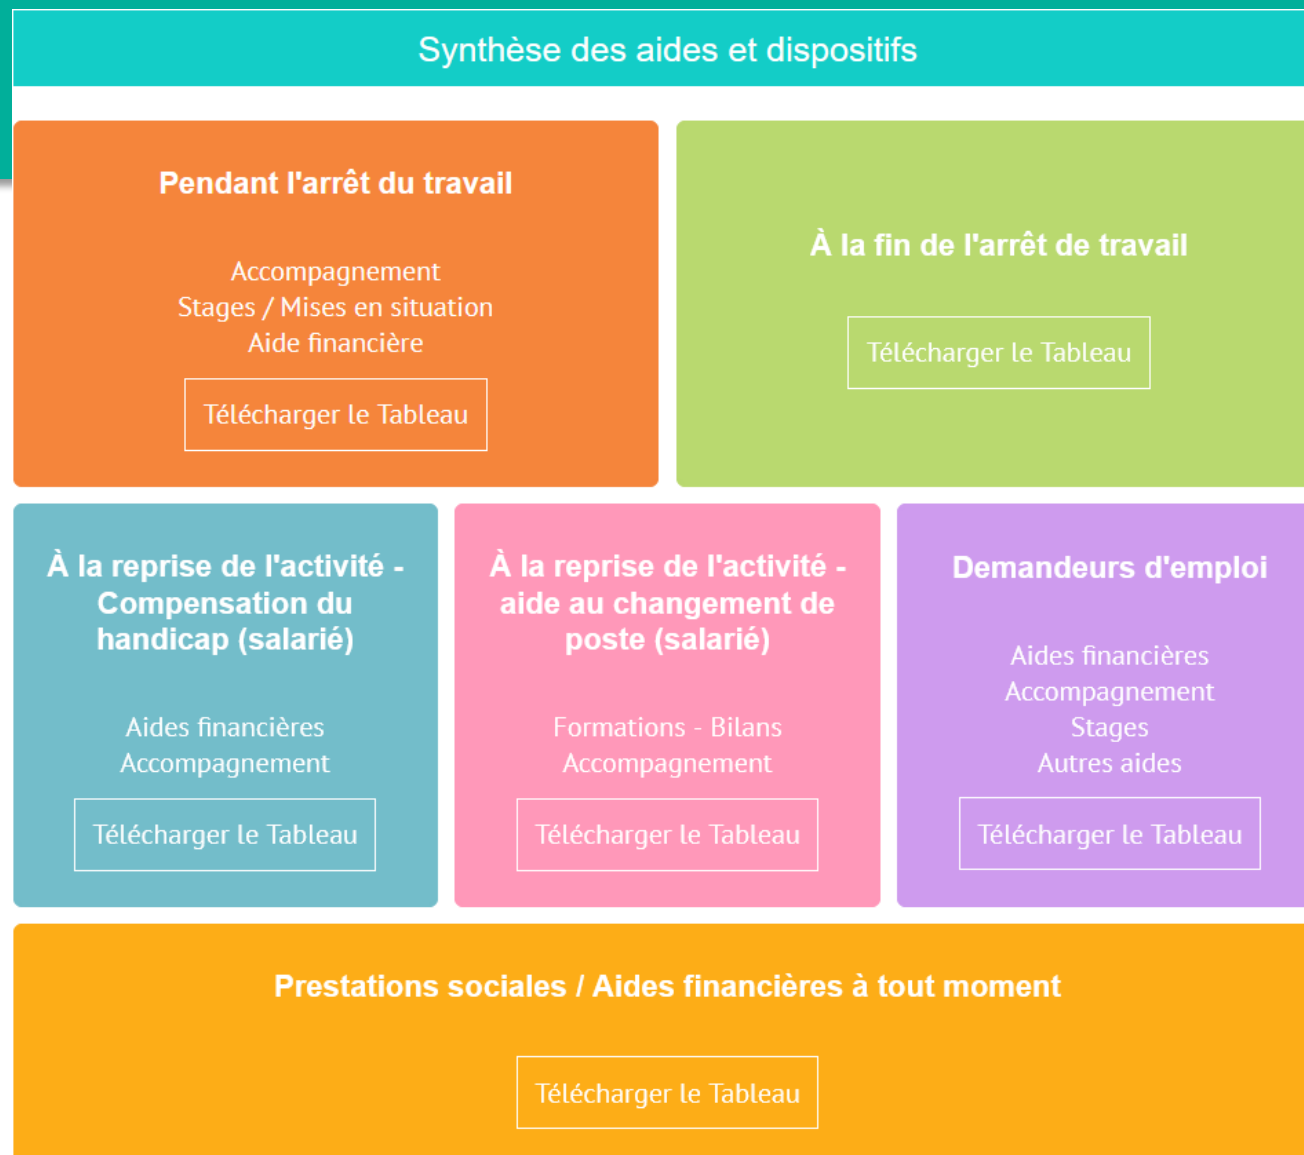 Synthèse des aides et dispositifs
Pendant l'arrêt du travail
Accompagnement
Stages / Mises en situation
Aide financière
Télécharger le Tableau
À la fin de l'arrêt de travail
Télécharger le Tableau
À la reprise de l'activité -
Compensation du
handicap (salarié)
Aides financières
Accompagnement
Télécharger le Tableau
À la reprise de l'activité -
aide au changement de
poste (salarié)
Formations - Bilans
Accompagnement
Télécharger le Tableau
Demandeurs d'emploi
Aides financières
Accompagnement
Stages
Autres aides
Télécharger le Tableau
Prestations sociales / Aides financières à tout moment
Télécharger le Tableau